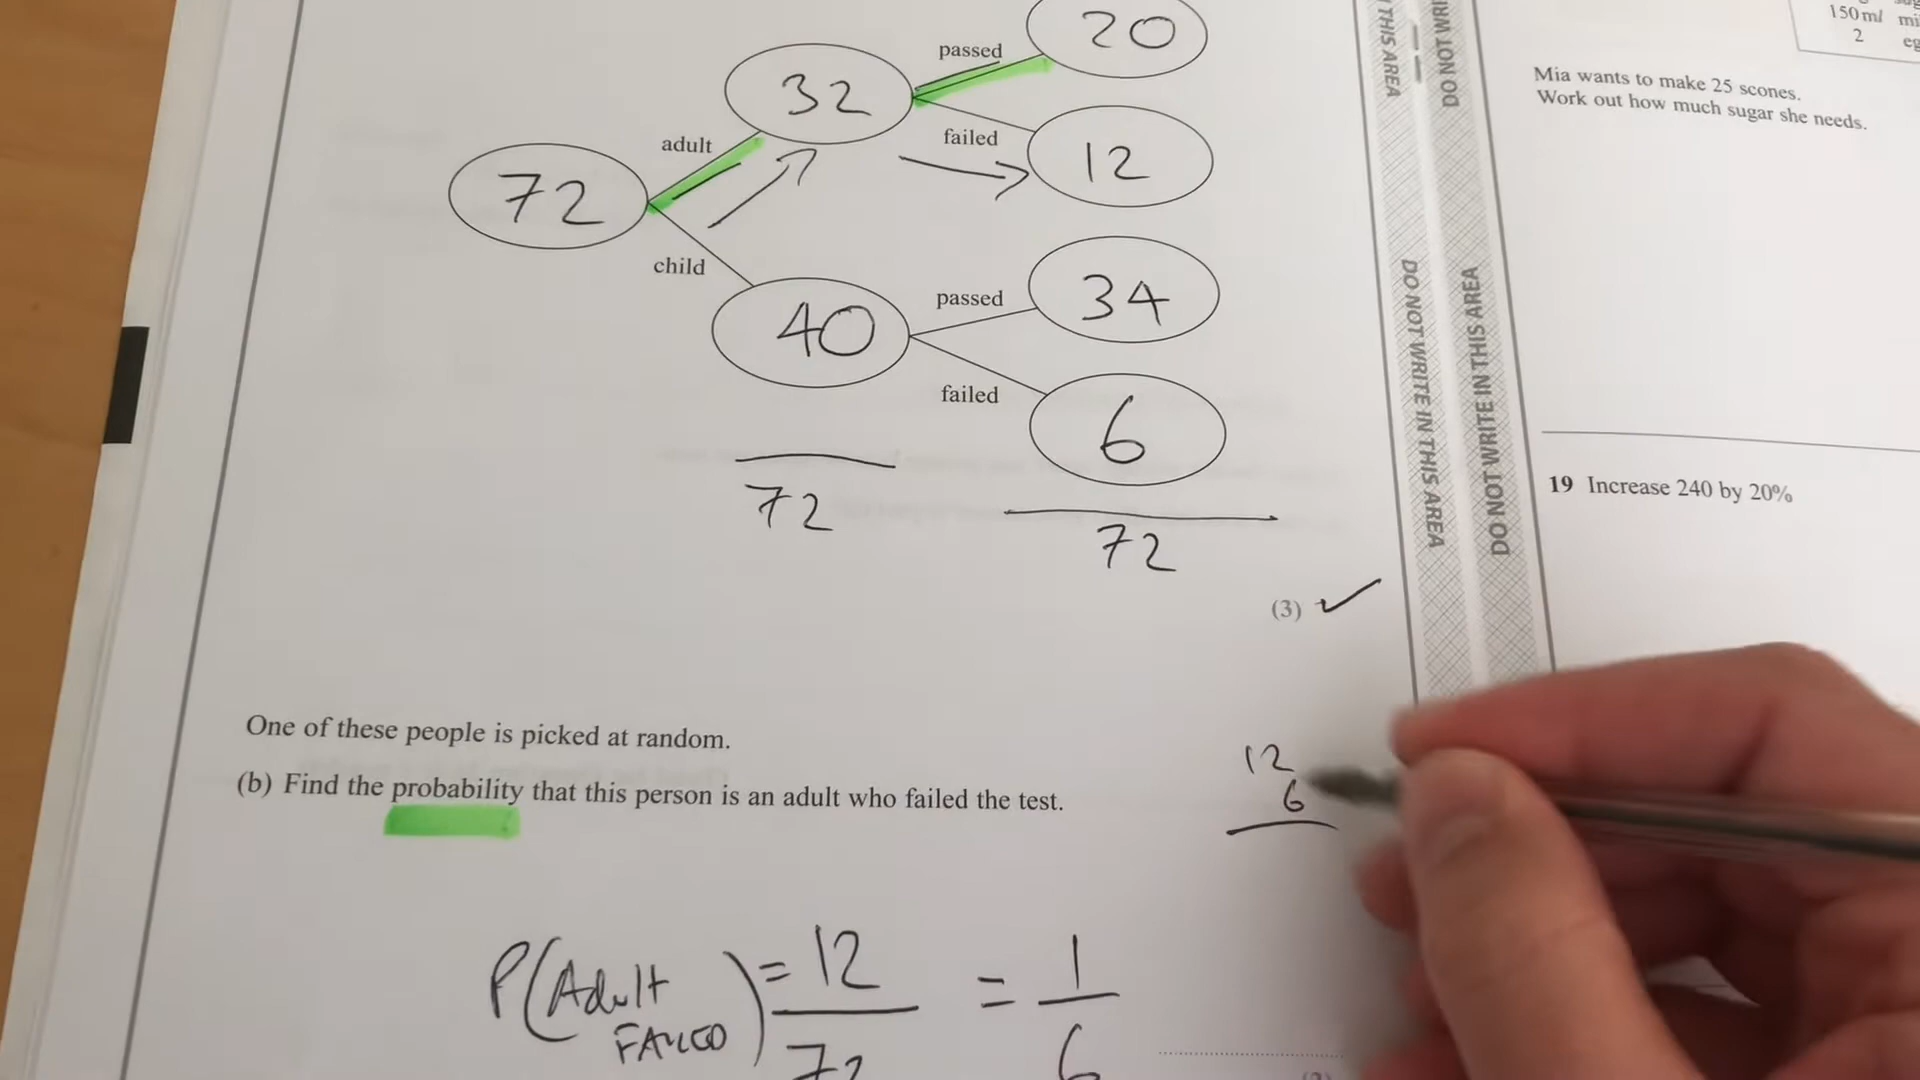 20
passed
32
failed
adult
12
72
child
34
passed
40
failed
6
72
72
(3) ✓
One of these people is picked at random.
(b) Find the probability that this person is an adult who failed the test.
12
6
P(Adult FAILED) = 12/72 = 1/6
THIS AREA
DO NOT WRITE IN THIS AREA
DO NOT WRITE IN THIS AREA
150 ml
2
Mia wants to make 25 scones.
Work out how much sugar she needs.
19 Increase 240 by 20%